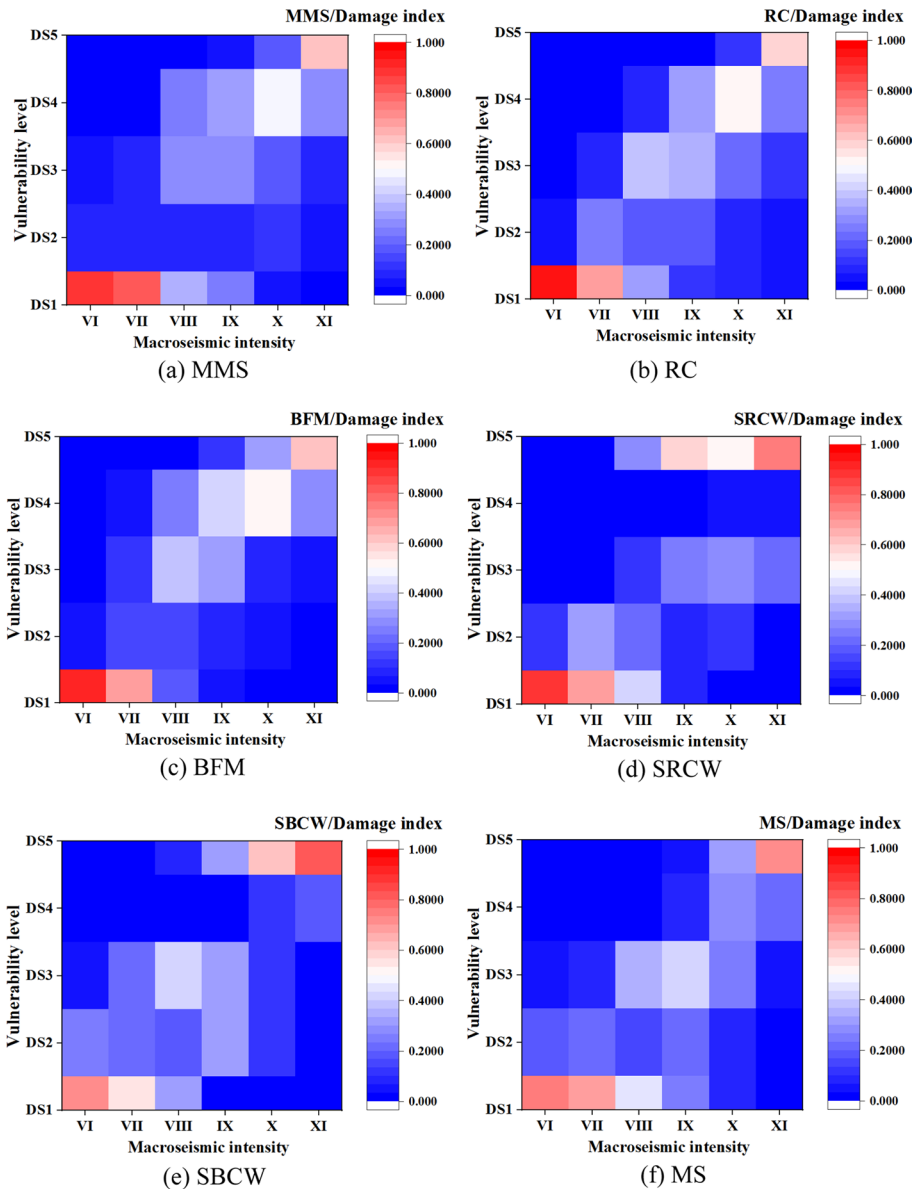 MMS/Damage index
DS5
DS4
DS3
DS2
DS1
Vulnerability level
VI VII VIII IX X XI
Macroseismic intensity
1.000
0.8000
0.6000
0.4000
0.2000
0.000
(a) MMS
RC/Damage index
DS5
DS4
DS3
DS2
DS1
Vulnerability level
VI VII VIII IX X XI
Macroseismic intensity
1.000
0.8000
0.6000
0.4000
0.2000
0.000
(b) RC
BFM/Damage index
DS5
DS4
DS3
DS2
DS1
Vulnerability level
VI VII VIII IX X XI
Macroseismic intensity
1.000
0.8000
0.6000
0.4000
0.2000
0.000
(c) BFM
SRCW/Damage index
DS5
DS4
DS3
DS2
DS1
Vulnerability level
VI VII VIII IX X XI
Macroseismic intensity
1.000
0.8000
0.6000
0.4000
0.2000
0.000
(d) SRCW
SBCW/Damage index
DS5
DS4
DS3
DS2
DS1
Vulnerability level
VI VII VIII IX X XI
Macroseismic intensity
1.000
0.8000
0.6000
0.4000
0.2000
0.000
(e) SBCW
MS/Damage index
DS5
DS4
DS3
DS2
DS1
Vulnerability level
VI VII VIII IX X XI
Macroseismic intensity
1.000
0.8000
0.6000
0.4000
0.2000
0.000
(f) MS